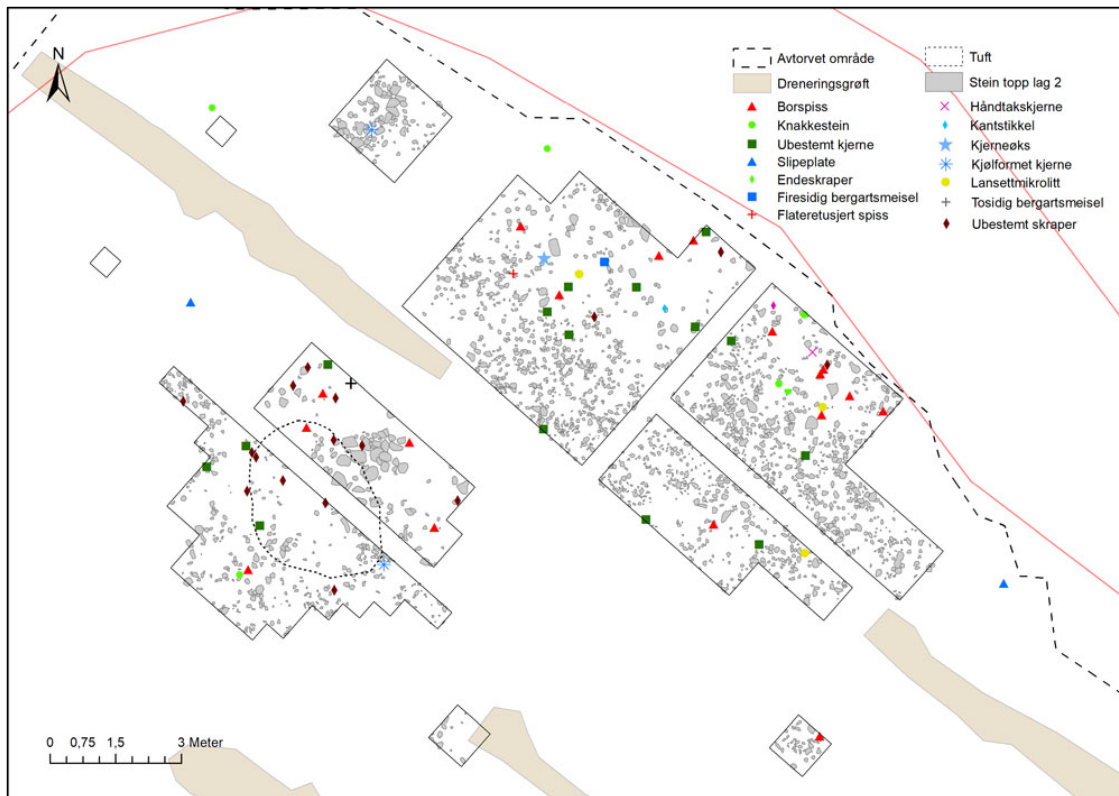 N
Avtorvet område
Dreneringsgrøft
Borspiss
Knakkestein
Ubestemt kjerne
Slipeplate
Endeskraper
Firesidig bergartsmeisel
Flateretusjert spiss
Tuft
Stein topp lag 2
Håndtakskjerne
Kantstikkel
Kjerneøks
Kjølformet kjerne
Lansettmikrolitt
Tosidig bergartsmeisel
Ubestemt skraper
0 0,75 1,5 3 Meter